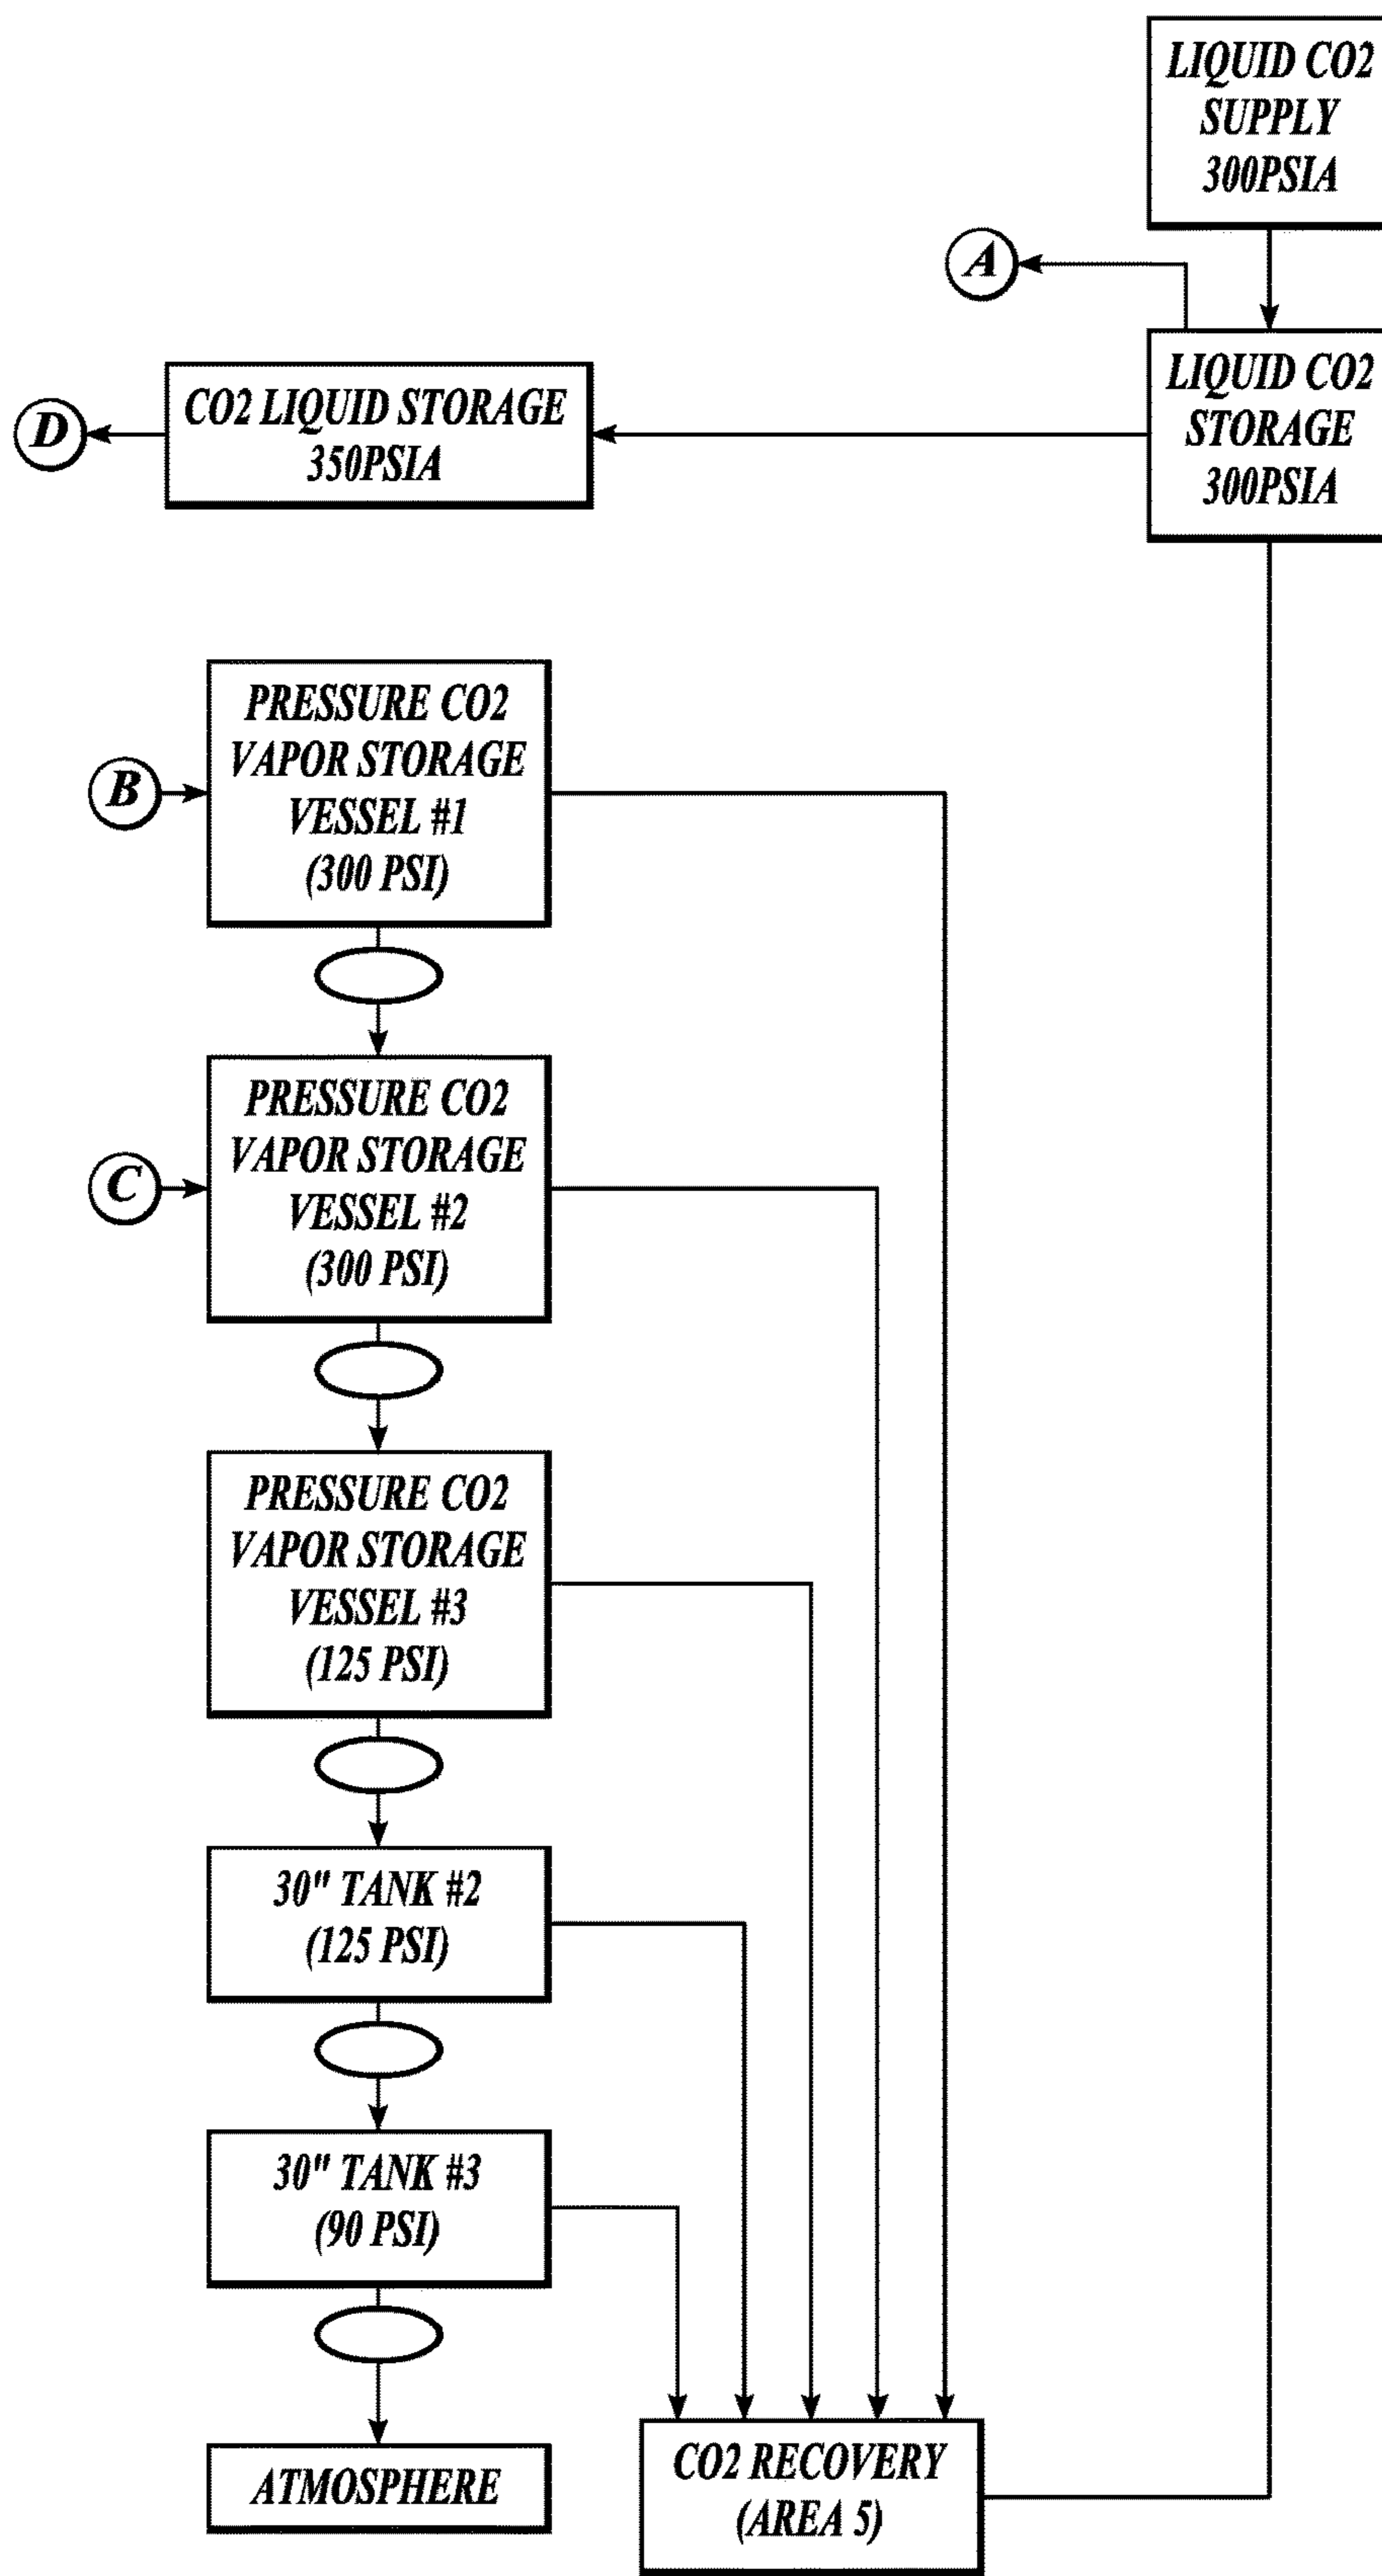 LIQUID CO2
SUPPLY
300PSIA
A
LIQUID CO2
STORAGE
300PSIA
D
CO2 LIQUID STORAGE
350PSIA
B
PRESSURE CO2
VAPOR STORAGE
VESSEL #1
(300 PSI)
C
PRESSURE CO2
VAPOR STORAGE
VESSEL #2
(300 PSI)
PRESSURE CO2
VAPOR STORAGE
VESSEL #3
(125 PSI)
30" TANK #2
(125 PSI)
30" TANK #3
(90 PSI)
ATMOSPHERE
CO2 RECOVERY
(AREA 5)